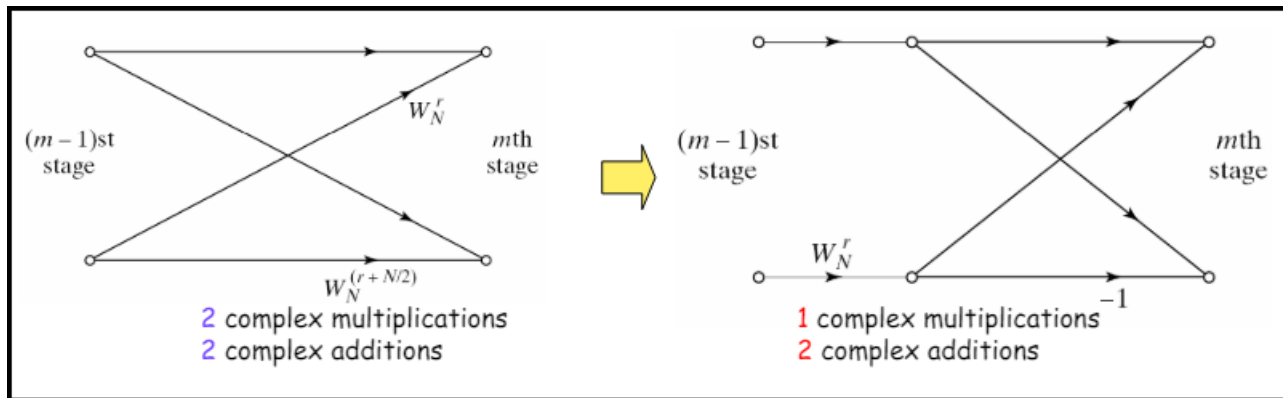 W_N^r
(m – 1)st
stage
mth
stage
W_N^{(r + N/2)}
2 complex multiplications
2 complex additions
(m – 1)st
stage
mth
stage
W_N^r
–1
1 complex multiplications
2 complex additions